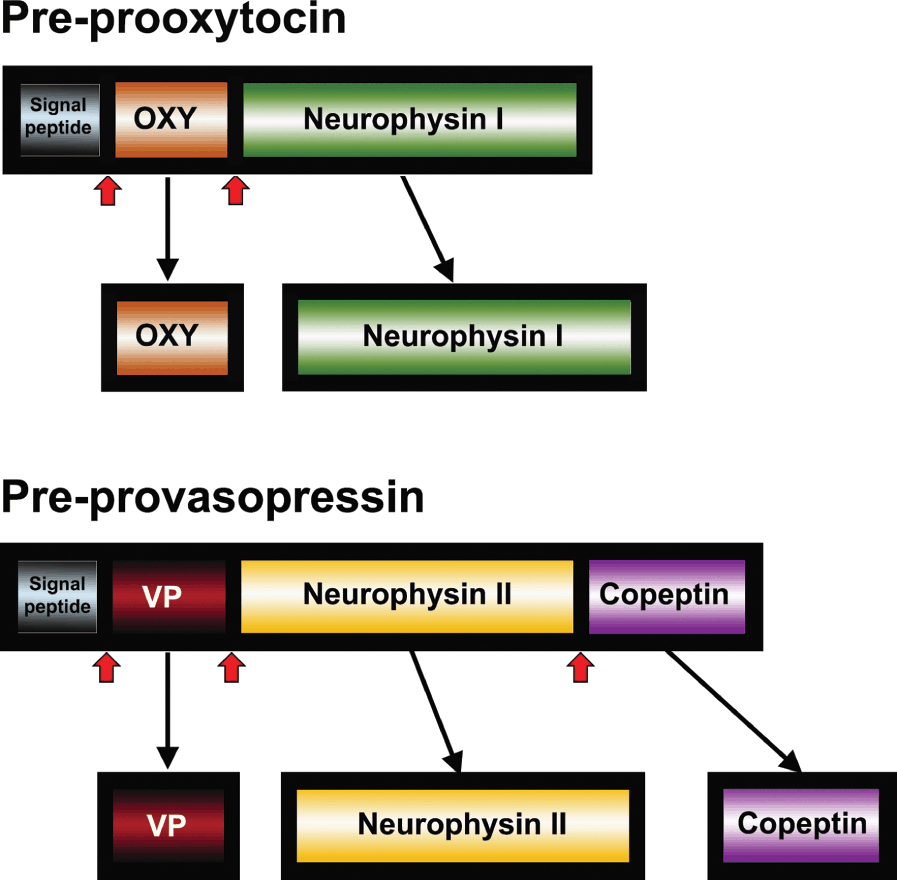 Pre-prooxytocin
Signal
peptide
OXY
Neurophysin I
OXY
Neurophysin I
Pre-provasopressin
Signal
peptide
VP
Neurophysin II
Copeptin
VP
Neurophysin II
Copeptin